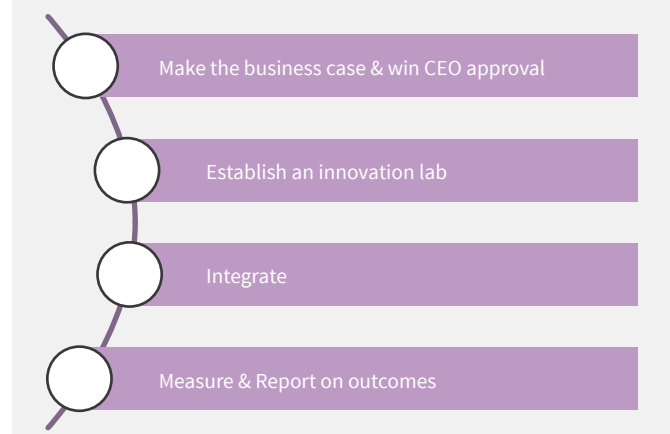 Make the business case & win CEO approval
Establish an innovation lab
Integrate
Measure & Report on outcomes